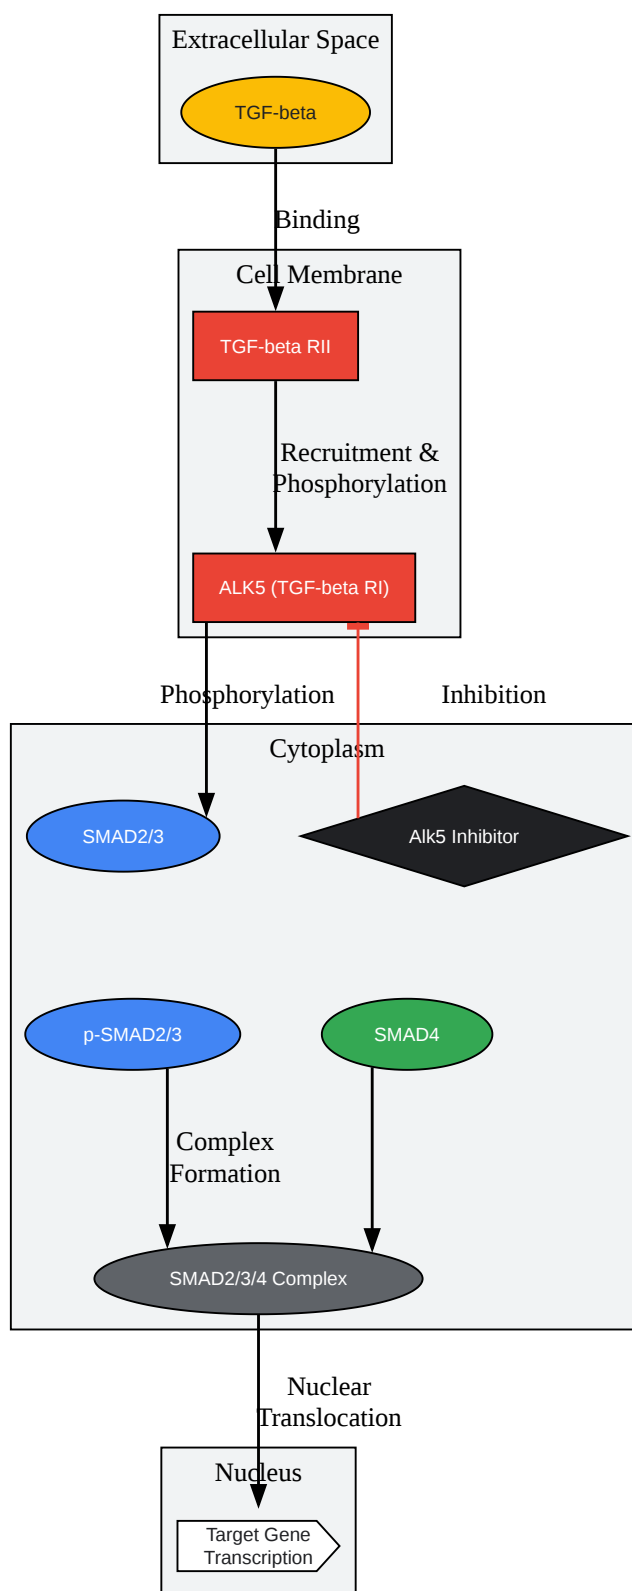 Extracellular Space
TGF-beta
Binding
Cell Membrane
TGF-beta RII
Recruitment &
Phosphorylation
ALK5 (TGF-beta RI)
Phosphorylation
Inhibition
Cytoplasm
SMAD2/3
Alk5 Inhibitor
p-SMAD2/3
SMAD4
Complex
Formation
SMAD2/3/4 Complex
Nuclear
Translocation
Nucleus
Target Gene
Transcription